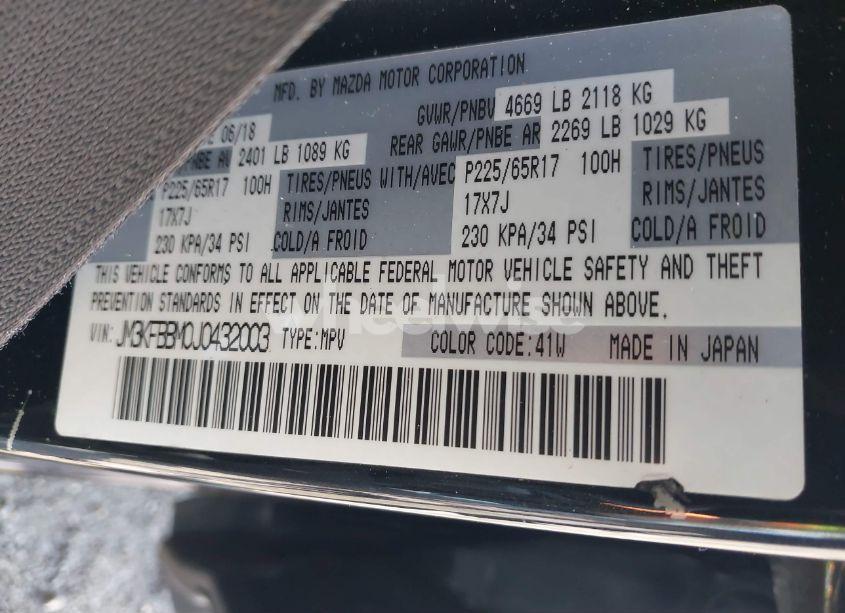 MFD. BY MAZDA MOTOR CORPORATION
06/18 GVWR/PNBV 4669 LB 2118 KG
/PNBE AV 2401 LB 1089 KG REAR GAWR/PNBE AR 2269 LB 1029 KG
P225/65R17 100H TIRES/PNEUS WITH/AVEC P225/65R17 100H TIRES/PNEUS
17X7J RIMS/JANTES 17X7J RIMS/JANTES
230 KPA/34 PSI COLD/A FROID 230 KPA/34 PSI COLD/A FROID
THIS VEHICLE CONFORMS TO ALL APPLICABLE FEDERAL MOTOR VEHICLE SAFETY AND THEFT
PREVENTION STANDARDS IN EFFECT ON THE DATE OF MANUFACTURE SHOWN ABOVE.
VIN: JM3KFBBM0J0432003 TYPE:MPV COLOR CODE:41W MADE IN JAPAN
wheelwise